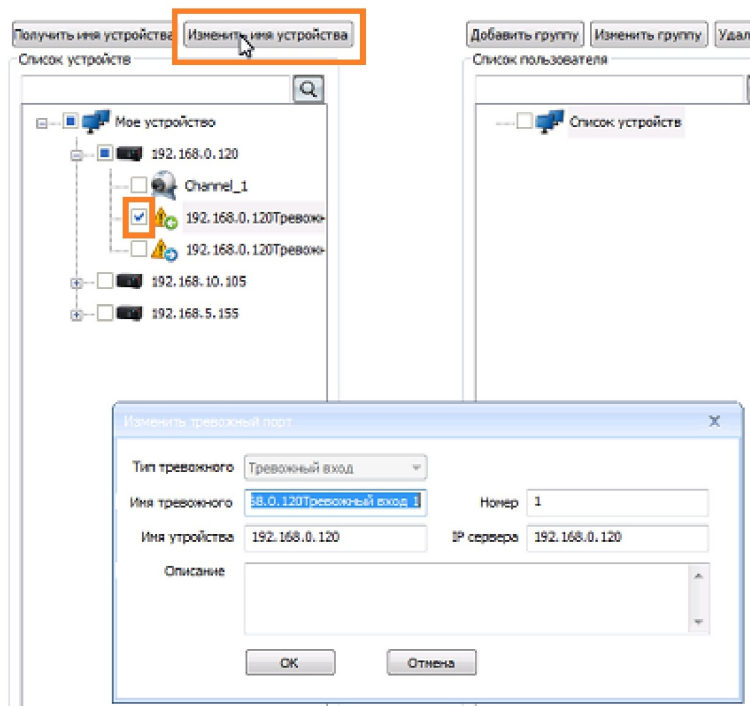 Получить имя устройства Изменить имя устройства Добавить группу Изменить группу Удал
Список устройств Список пользователя
Мое устройство Список устройств
192.168.0.120
Channel_1
192.168.0.120Тревожн
192.168.0.120Тревожн
192.168.10.105
192.168.5.155
Изменить тревожный порт
Тип тревожного Тревожный вход
Имя тревожного 58.0.120Тревожный вход 1 Номер 1
Имя утройства 192.168.0.120 IP сервера 192.168.0.120
Описание
OK Отмена